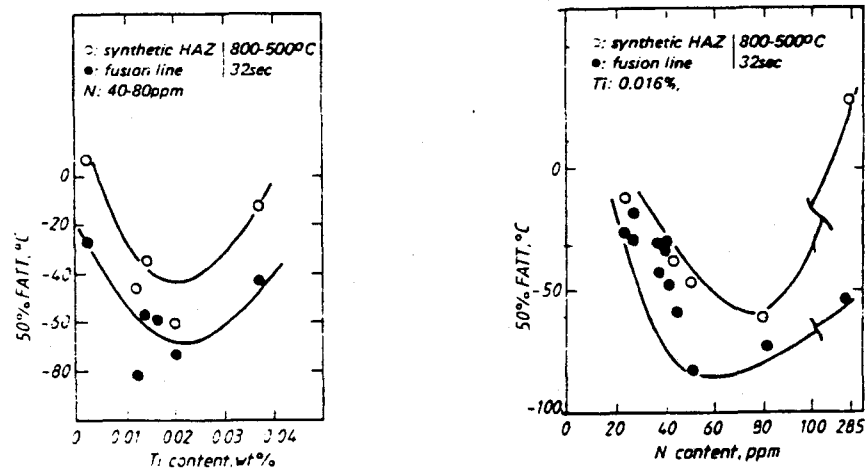 o: synthetic HAZ | 800-500°C
●: fusion line | 32sec
N: 40-80ppm
0
-20
-40
-80
50% FATT, °C
0 0.01 0.02 0.03 0.04
Ti content, wt%
o: synthetic HAZ | 800-500°C
●: fusion line | 32sec
Ti: 0.016%,
0
-50
-100
50% FATT, °C
0 20 40 60 100 285
N content, ppm